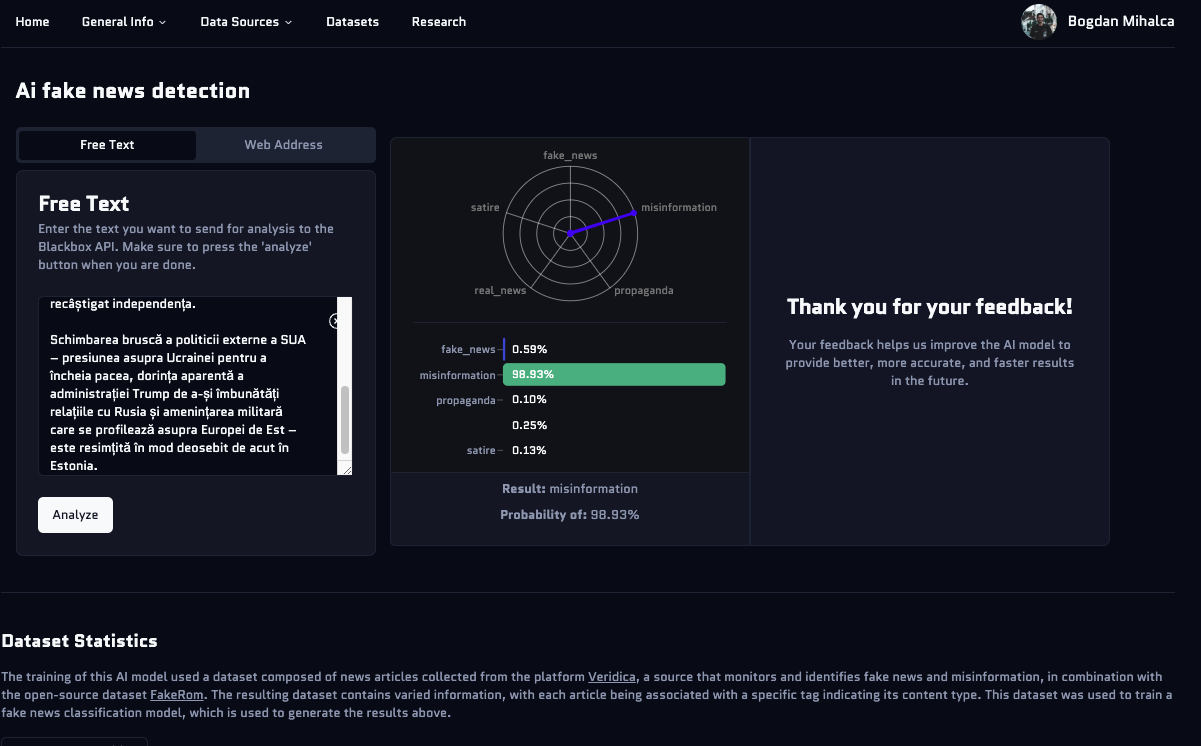 Home General Info Data Sources Datasets Research Bogdan Mihalca
Ai fake news detection
Free Text Web Address
Free Text
Enter the text you want to send for analysis to the
Blackbox API. Make sure to press the 'analyze'
button when you are done.
recâștigat independența.
Schimbarea bruscă a politicii externe a SUA
– presiunea asupra Ucrainei pentru a
încheia pacea, dorința aparentă a
administrației Trump de a-și îmbunătăți
relațiile cu Rusia și amenințarea militară
care se profilează asupra Europei de Est –
este resimțită în mod deosebit de acut în
Estonia.
Analyze
fake_news
satire misinformation
real_news propaganda
fake_news 0.59%
misinformation 98.93%
propaganda 0.10%
0.25%
satire 0.13%
Result: misinformation
Probability of: 98.93%
Thank you for your feedback!
Your feedback helps us improve the AI model to
provide better, more accurate, and faster results
in the future.
Dataset Statistics
The training of this AI model used a dataset composed of news articles collected from the platform Veridica, a source that monitors and identifies fake news and misinformation, in combination with
the open-source dataset FakeRom. The resulting dataset contains varied information, with each article being associated with a specific tag indicating its content type. This dataset was used to train a
fake news classification model, which is used to generate the results above.